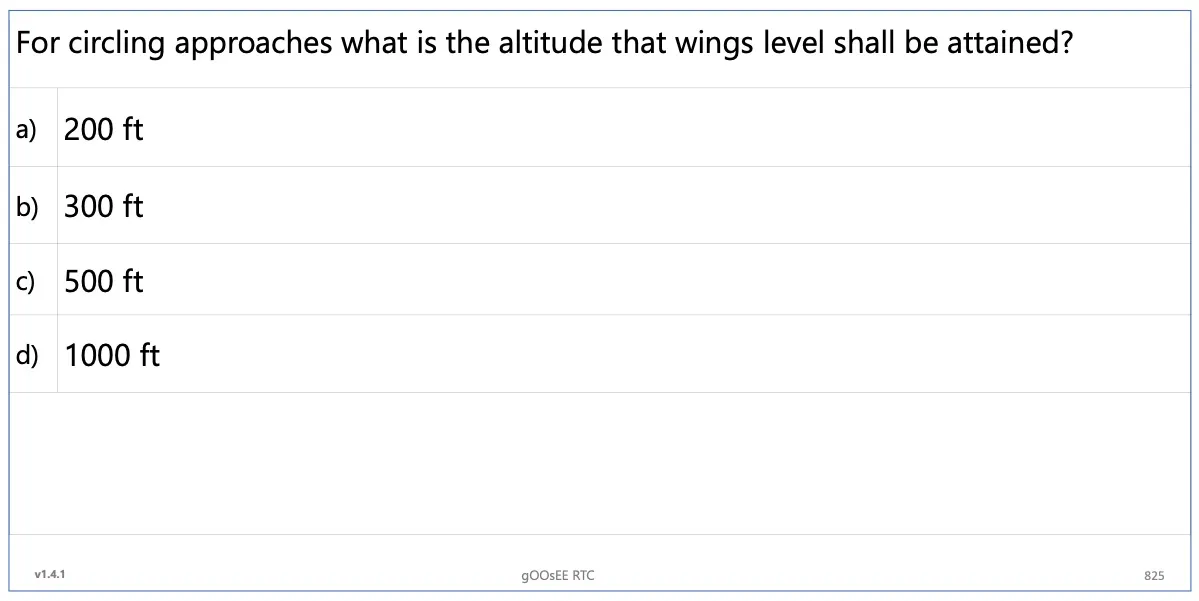 For circling approaches what is the altitude that wings level shall be attained?
a) 200 ft
b) 300 ft
c) 500 ft
d) 1000 ft
v1.4.1 gOOsEE RTC 825